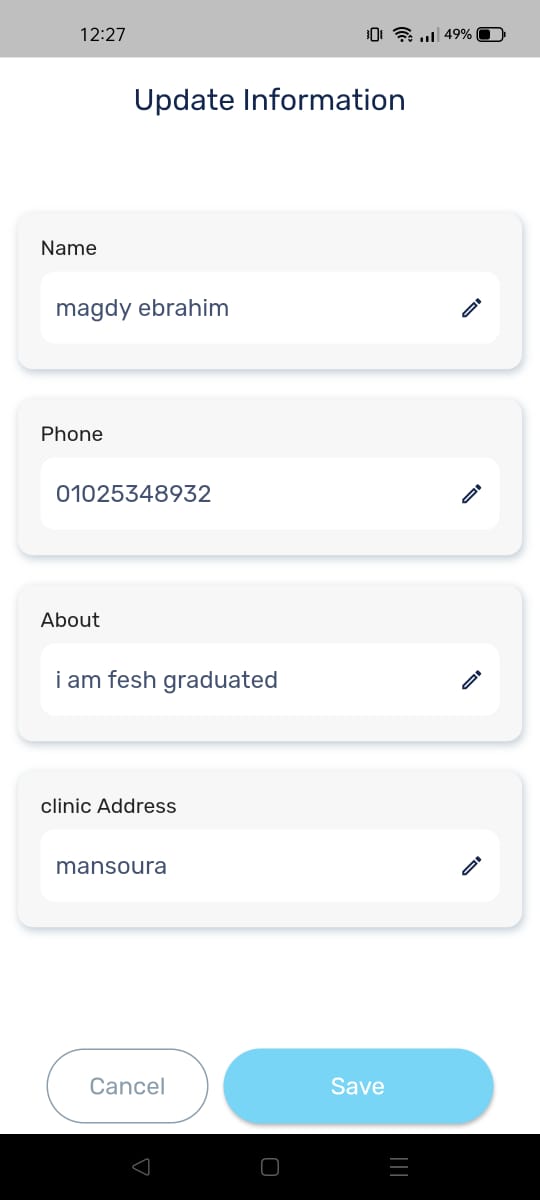 12:27
49%
Update Information
Name
magdy ebrahim
Phone
01025348932
About
i am fesh graduated
clinic Address
mansoura
Cancel
Save